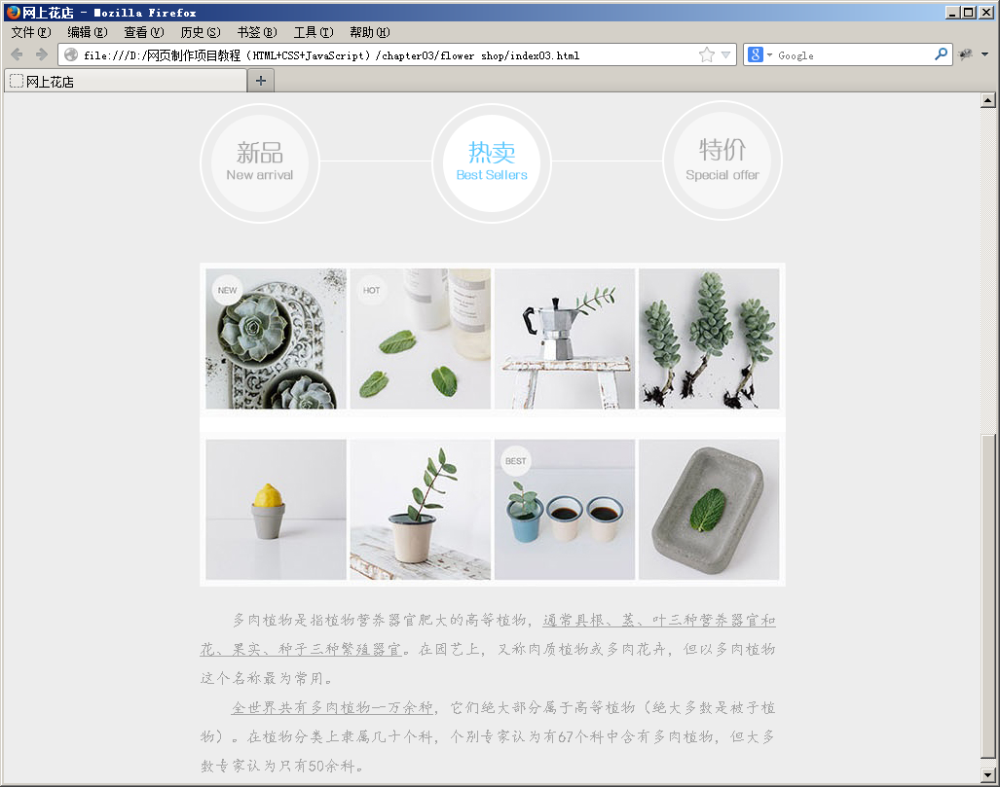 网上花店 - Mozilla Firefox
文件(F) 编辑(E) 查看(V) 历史(S) 书签(B) 工具(T) 帮助(H)
file:///D:/网页制作项目教程（HTML+CSS+JavaScript）/chapter03/flower shop/index03.html
8 Google
网上花店
新品
New arrival
热卖
Best Sellers
特价
Special offer
NEW
HOT
BEST
多肉植物是指植物营养器官肥大的高等植物，通常具根、茎、叶三种营养器官和
花、果实、种子三种繁殖器官。在园艺上，又称肉质植物或多肉花卉，但以多肉植物
这个名称最为常用。
全世界共有多肉植物一万余种，它们绝大部分属于高等植物（绝大多数是被子植
物）。在植物分类上隶属几十个科，个别专家认为有67个科中含有多肉植物，但大
多数专家认为只有50余科。